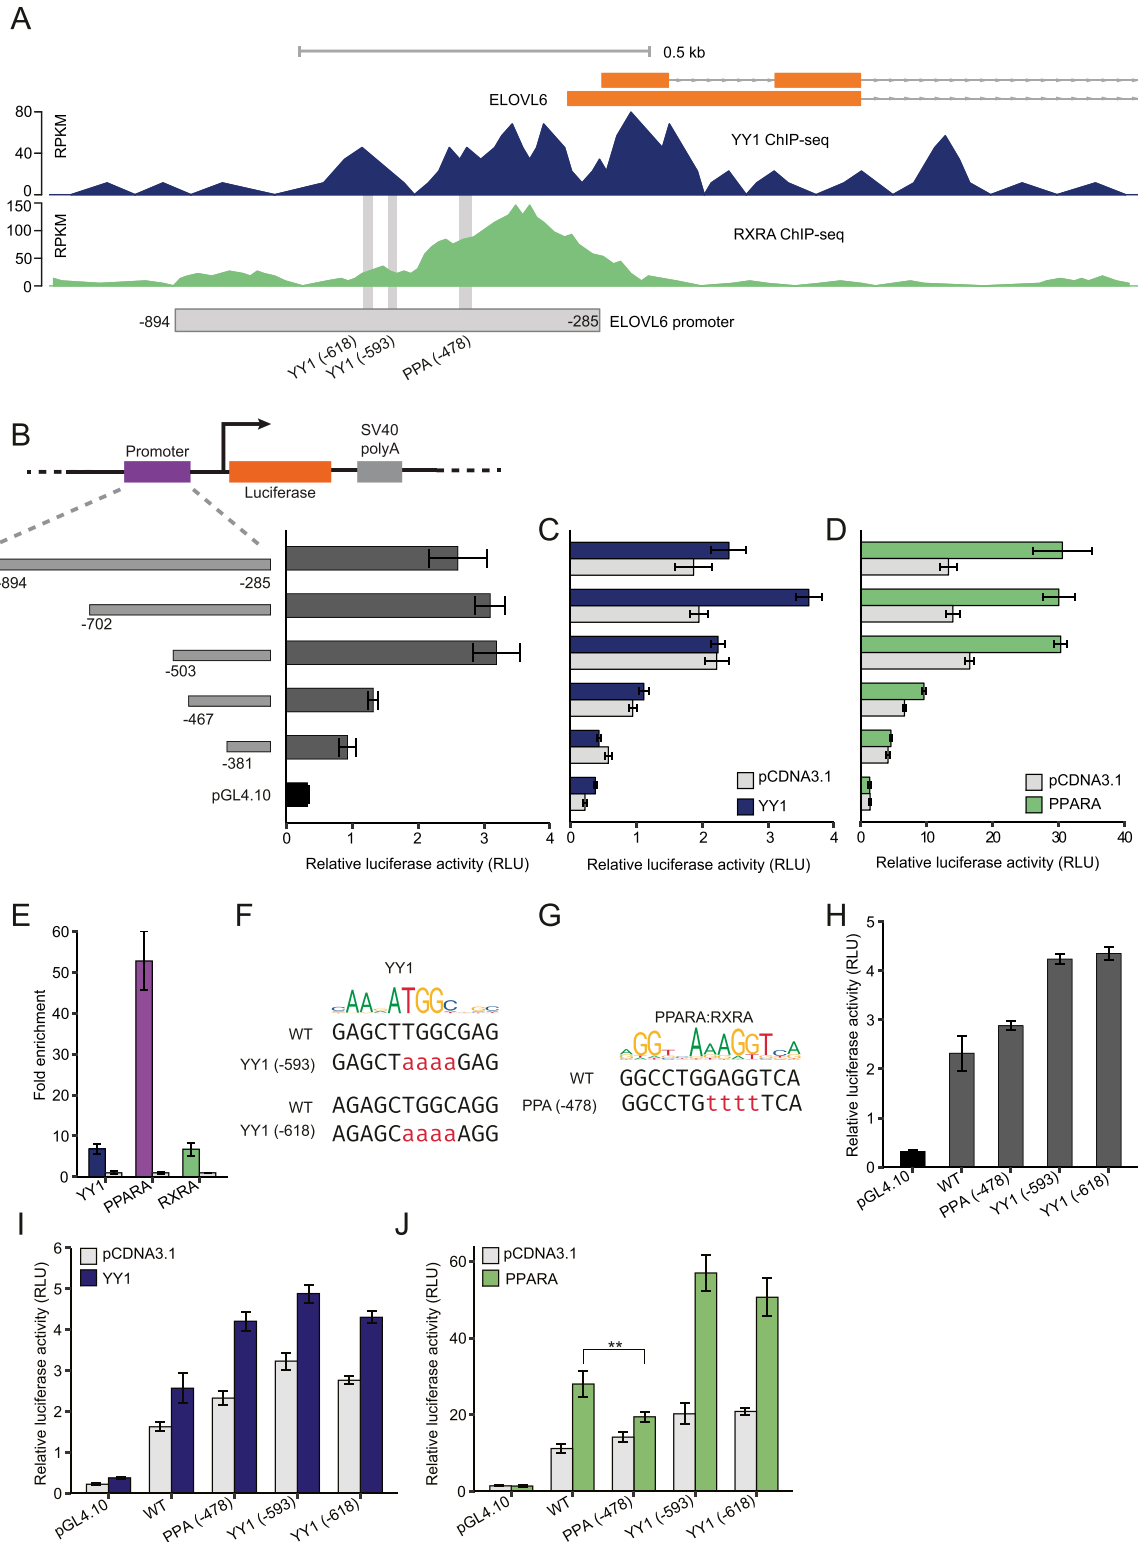 A
0.5 kb
ELOVL6
80
40
0
RPKM
YY1 ChIP-seq
150
100
50
0
RPKM
RXRA ChIP-seq
-894
-285
ELOVL6 promoter
YY1 (-618)
YY1 (-593)
PPA (-478)
B
Promoter
SV40
polyA
Luciferase
-894
-285
-702
-503
-467
-381
pGL4.10
0 1 2 3 4
Relative luciferase activity (RLU)
C
pCDNA3.1
YY1
0 1 2 3 4
Relative luciferase activity (RLU)
D
pCDNA3.1
PPARA
0 10 20 30 40
Relative luciferase activity (RLU)
E
60
50
40
30
20
10
0
Fold enrichment
YY1
PPARA
RXRA
F
YY1
WT GAGCTTGGCGAG
YY1 (-593) GAGCTaaaaGAG
WT AGAGCTGGCAGG
YY1 (-618) AGAGCaaaaAGG
G
PPARA:RXRA
WT GGCCTGGAGGTCA
PPA (-478) GGCCTGttttTCA
H
5
4
3
2
1
0
Relative luciferase activity (RLU)
pGL4.10
WT
PPA (-478)
YY1 (-593)
YY1 (-618)
I
6
5
4
3
2
1
0
Relative luciferase activity (RLU)
pCDNA3.1
YY1
pGL4.10
WT
PPA (-478)
YY1 (-593)
YY1 (-618)
J
60
40
20
0
Relative luciferase activity (RLU)
pCDNA3.1
PPARA
**
pGL4.10
WT
PPA (-478)
YY1 (-593)
YY1 (-618)